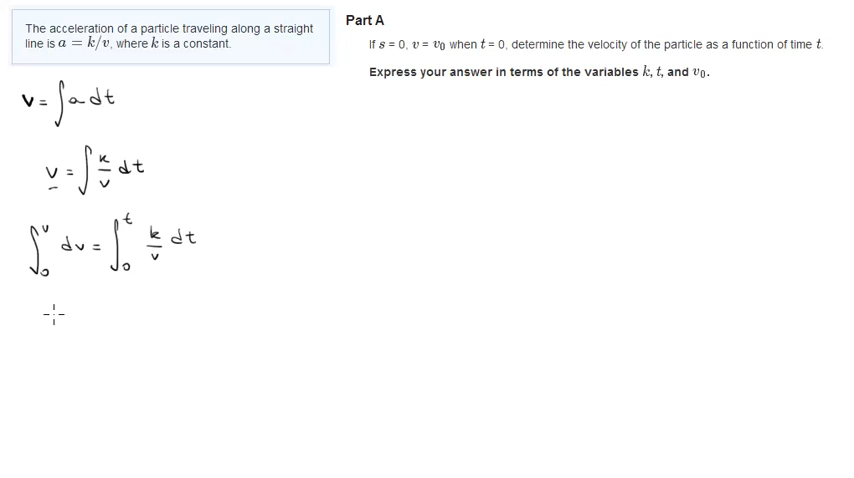 The acceleration of a particle traveling along a straight
line is a = k/v, where k is a constant.
Part A
If s = 0, v = v₀ when t = 0, determine the velocity of the particle as a function of time t.
Express your answer in terms of the variables k, t, and v₀.
v = ∫ a dt
v = ∫ k/v dt
∫₀ᵛ dv = ∫₀ᵗ k/v dt